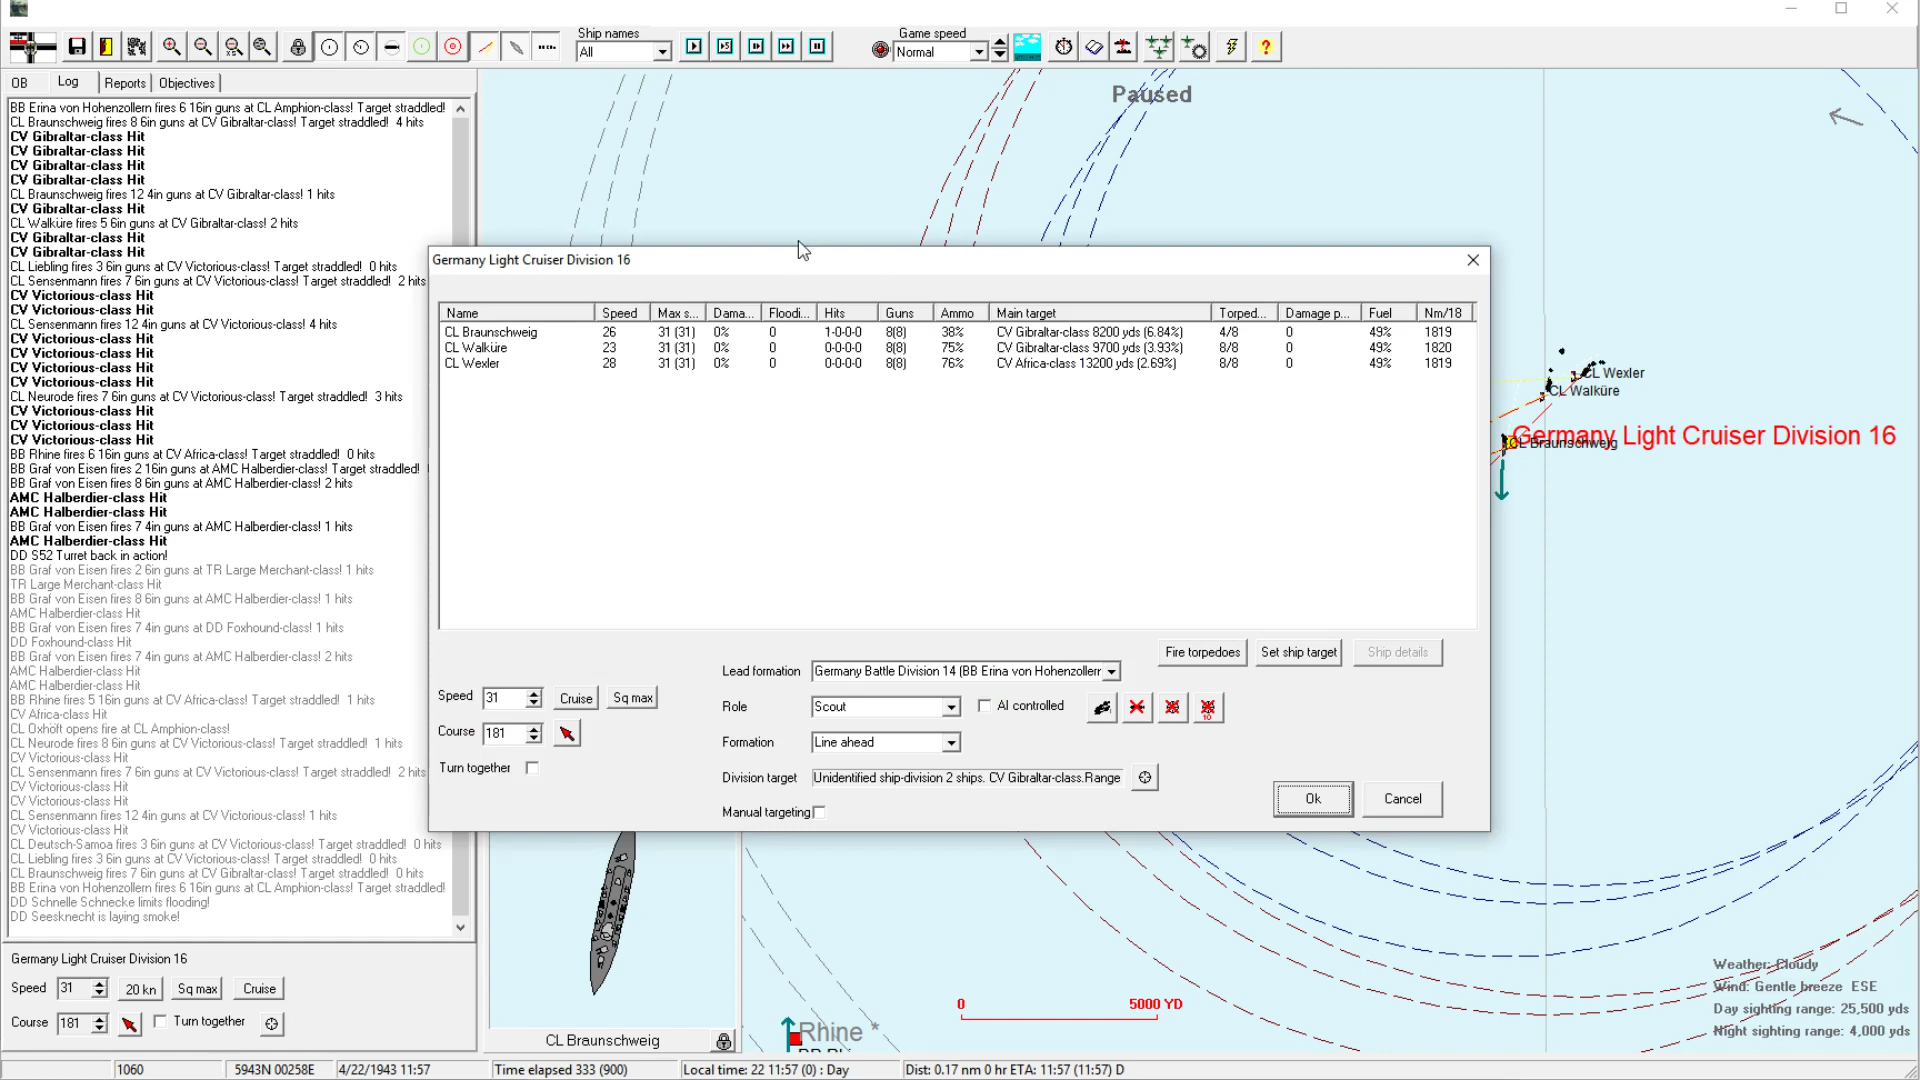 Ship names
All
Game speed
Normal
OB
Log
Reports
Objectives
BB Erina von Hohenzollern fires 6 16in guns at CL Amphion-class! Target straddled!
CL Braunschweig fires 8 6in guns at CV Gibraltar-class! Target straddled! 4 hits
CV Gibraltar-class Hit
CV Gibraltar-class Hit
CV Gibraltar-class Hit
CV Gibraltar-class Hit
CL Braunschweig fires 12 4in guns at CV Gibraltar-class! 1 hits
CV Gibraltar-class Hit
CL Walküre fires 5 6in guns at CV Gibraltar-class! 2 hits
CV Gibraltar-class Hit
CV Gibraltar-class Hit
CL Liebling fires 3 6in guns at CV Victorious-class! Target straddled! 0 hits
CL Sensenmann fires 7 6in guns at CV Victorious-class! Target straddled! 2 hits
CV Victorious-class Hit
CV Victorious-class Hit
CL Sensenmann fires 12 4in guns at CV Victorious-class! 4 hits
CV Victorious-class Hit
CV Victorious-class Hit
CV Victorious-class Hit
CV Victorious-class Hit
CL Neurode fires 7 6in guns at CV Victorious-class! Target straddled! 3 hits
CV Victorious-class Hit
CV Victorious-class Hit
CV Victorious-class Hit
BB Rhine fires 6 16in guns at CV Africa-class! Target straddled! 0 hits
BB Graf von Eisen fires 2 16in guns at AMC Halberdier-class! Target straddled!
BB Graf von Eisen fires 8 6in guns at AMC Halberdier-class! 2 hits
AMC Halberdier-class Hit
AMC Halberdier-class Hit
BB Graf von Eisen fires 7 4in guns at AMC Halberdier-class! 1 hits
AMC Halberdier-class Hit
DD S52 Turret back in action!
BB Graf von Eisen fires 2 6in guns at TR Large Merchant-class! 1 hits
TR Large Merchant-class Hit
BB Graf von Eisen fires 8 6in guns at AMC Halberdier-class! 1 hits
AMC Halberdier-class Hit
BB Graf von Eisen fires 7 4in guns at DD Foxhound-class! 1 hits
DD Foxhound-class Hit
BB Graf von Eisen fires 7 4in guns at AMC Halberdier-class! 2 hits
AMC Halberdier-class Hit
AMC Halberdier-class Hit
BB Rhine fires 5 16in guns at CV Africa-class! Target straddled! 1 hits
CV Africa-class Hit
CL Oxhöft opens fire at CL Amphion-class!
CL Neurode fires 8 6in guns at CV Victorious-class! Target straddled! 1 hits
CV Victorious-class Hit
CL Sensenmann fires 7 6in guns at CV Victorious-class! Target straddled! 2 hits
CV Victorious-class Hit
CV Victorious-class Hit
CL Sensenmann fires 12 4in guns at CV Victorious-class! 1 hits
CV Victorious-class Hit
CL Deutsch-Samoa fires 3 6in guns at CV Victorious-class! Target straddled! 0 hits
CL Liebling fires 3 6in guns at CV Victorious-class! Target straddled! 0 hits
CL Braunschweig fires 7 6in guns at CV Gibraltar-class! Target straddled! 0 hits
BB Erina von Hohenzollern fires 6 16in guns at CL Amphion-class! Target straddled!
DD Schnelle Schnecke limits flooding!
DD Seesknecht is laying smoke!
Germany Light Cruiser Division 16
Speed 31 20 kn Sq max Cruise
Course 181 Turn together
Paused
Germany Light Cruiser Division 16
Name Speed Max s... Dama... Floodi... Hits Guns Ammo Main target Torped... Damage p... Fuel Nm/18
CL Braunschweig 26 31 (31) 0% 0 1-0-0-0 8(8) 38% CV Gibraltar-class 8200 yds (6.84%) 4/8 0 49% 1819
CL Walküre 23 31 (31) 0% 0 0-0-0-0 8(8) 75% CV Gibraltar-class 9700 yds (3.93%) 8/8 0 49% 1820
CL Wexler 28 31 (31) 0% 0 0-0-0-0 8(8) 76% CV Africa-class 13200 yds (2.69%) 8/8 0 49% 1819
Fire torpedoes Set ship target Ship details
Lead formation Germany Battle Division 14 (BB Erina von Hohenzollerr
Speed 31 Cruise Sq max
Role Scout AI controlled
10
Course 181
Formation Line ahead
Turn together
Division target Unidentified ship-division 2 ships. CV Gibraltar-class.Range
Manual targeting
Ok Cancel
CL Wexler
CL Walküre
Germany Light Cruiser Division 16
CL Braunschweig
0 5000 YD
Rhine *
CL Braunschweig
Weather: Cloudy
Wind: Gentle breeze ESE
Day sighting range: 25,500 yds
Night sighting range: 4,000 yds
1060 5943N 00258E 4/22/1943 11:57 Time elapsed 333 (900) Local time: 22 11:57 (0) : Day Dist: 0.17 nm 0 hr ETA: 11:57 (11:57) D